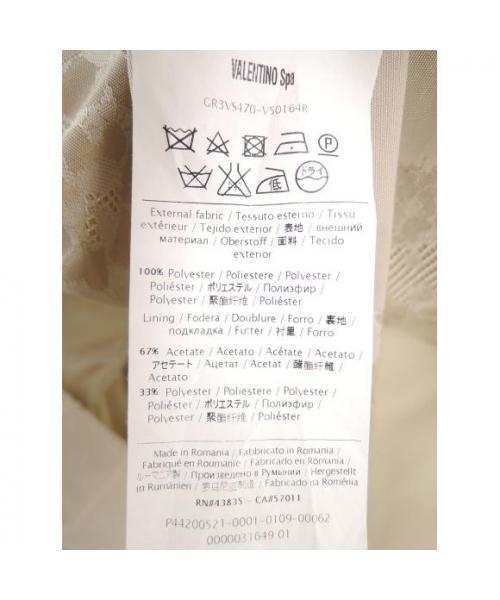 VALENTINO Spa
GR3VS470-V50164R
P
低 ドライ
External fabric / Tessuto esterno / Tissu
extérieur / Tejido exterior / 表地 / внешний
материал / Oberstoff / 面料 / Tecido
exterior
100% Polyester / Poliestere / Polyester /
Poliéster / ポリエステル / Полиэфир /
Polyester / 聚酯纤维 / Poliéster
Lining / Fodera / Doublure / Forro / 裏地 /
подкладка / Futter / 衬里 / Forro
67% Acetate / Acetato / Acétate / Acetato /
アセテート / Ацетат / Acetat / 醋酯纤维 /
Acetato
33% Polyester / Poliestere / Polyester /
Poliéster / ポリエステル / Полиэфир /
Polyester / 聚酯纤维 / Poliéster
Made in Romania / Fabbricato in Romania /
Fabriqué en Roumanie / Fabricado en Romania /
ルーマニア製 / Произведено в Румынии / Hergestellt
in Rumänien / 罗马尼亚制造 / Fabricado na Roménia
RN#43835 - CA#57011
P44200521-0001-0109-00062
0000031649 01